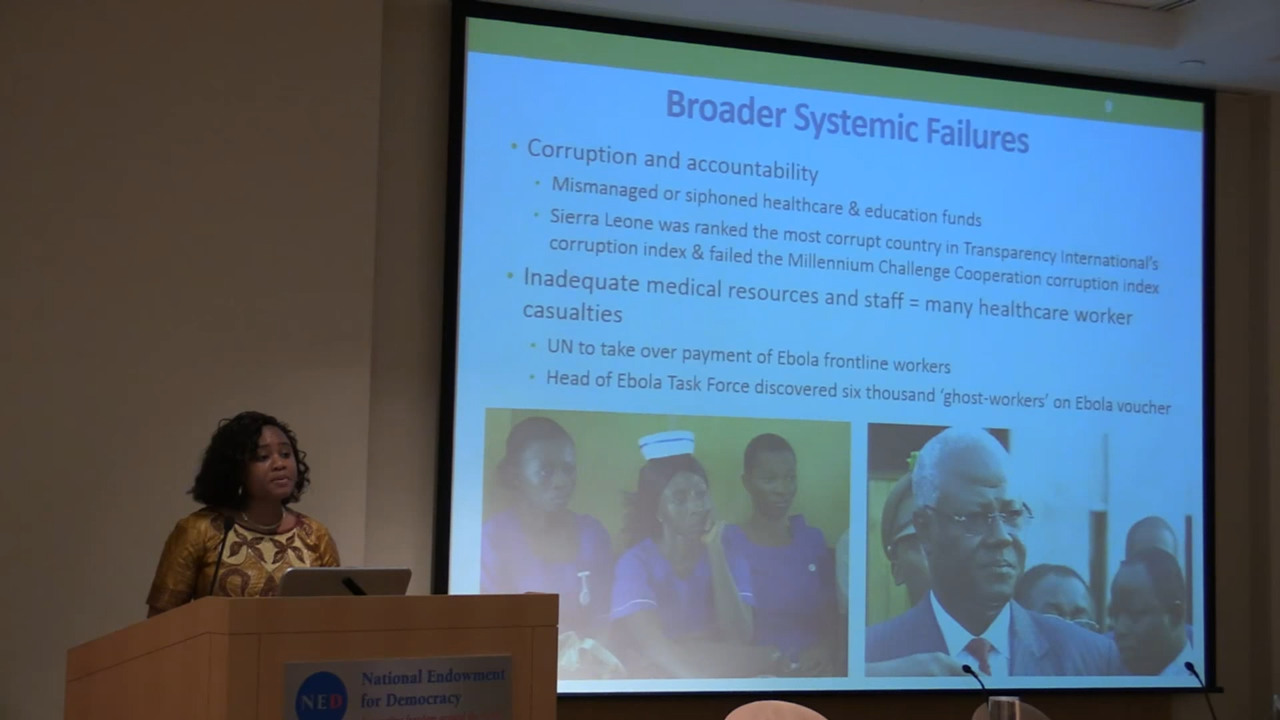 Broader Systemic Failures
• Corruption and accountability
• Mismanaged or siphoned healthcare & education funds
• Sierra Leone was ranked the most corrupt country in Transparency International's
corruption index & failed the Millennium Challenge Cooperation corruption index
• Inadequate medical resources and staff = many healthcare worker
casualties
• UN to take over payment of Ebola frontline workers
• Head of Ebola Task Force discovered six thousand 'ghost-workers' on Ebola voucher
NED
National Endowment
for Democracy